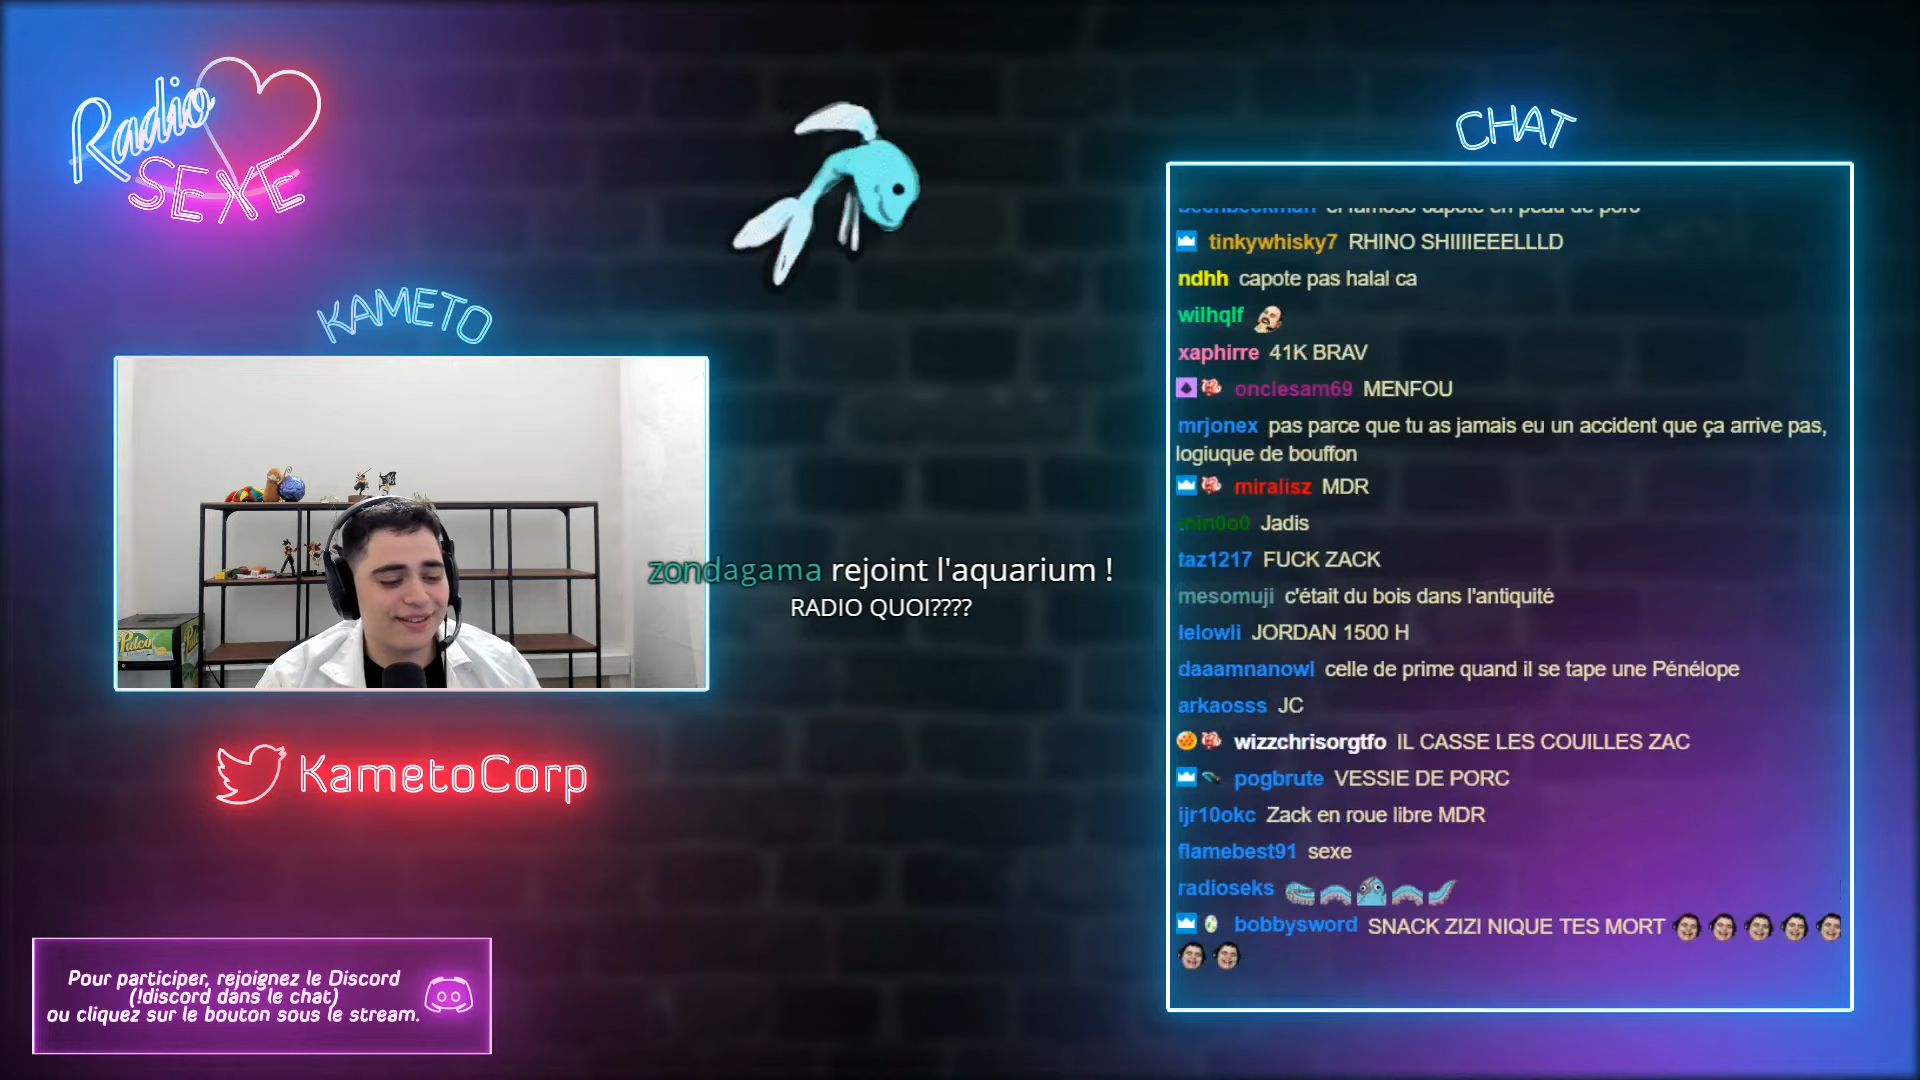 Radio
SEXE
KAMETO
Pulco
zondagama rejoint l'aquarium !
RADIO QUOI????
KametoCorp
Pour participer, rejoignez le Discord
(!discord dans le chat)
ou cliquez sur le bouton sous le stream.
CHAT
tinkywhisky7 RHINO SHIIIIEEELLLD
ndhh capote pas halal ca
wilhqlf
xaphirre 41K BRAV
onclesam69 MENFOU
mrjonex pas parce que tu as jamais eu un accident que ça arrive pas,
logiuque de bouffon
miralisz MDR
min0o0 Jadis
taz1217 FUCK ZACK
mesomuji c'était du bois dans l'antiquité
lelowli JORDAN 1500 H
daaamnanowl celle de prime quand il se tape une Pénélope
arkaosss JC
wizzchrisorgtfo IL CASSE LES COUILLES ZAC
pogbrute VESSIE DE PORC
ijr10okc Zack en roue libre MDR
flamebest91 sexe
radioseks
bobbysword SNACK ZIZI NIQUE TES MORT